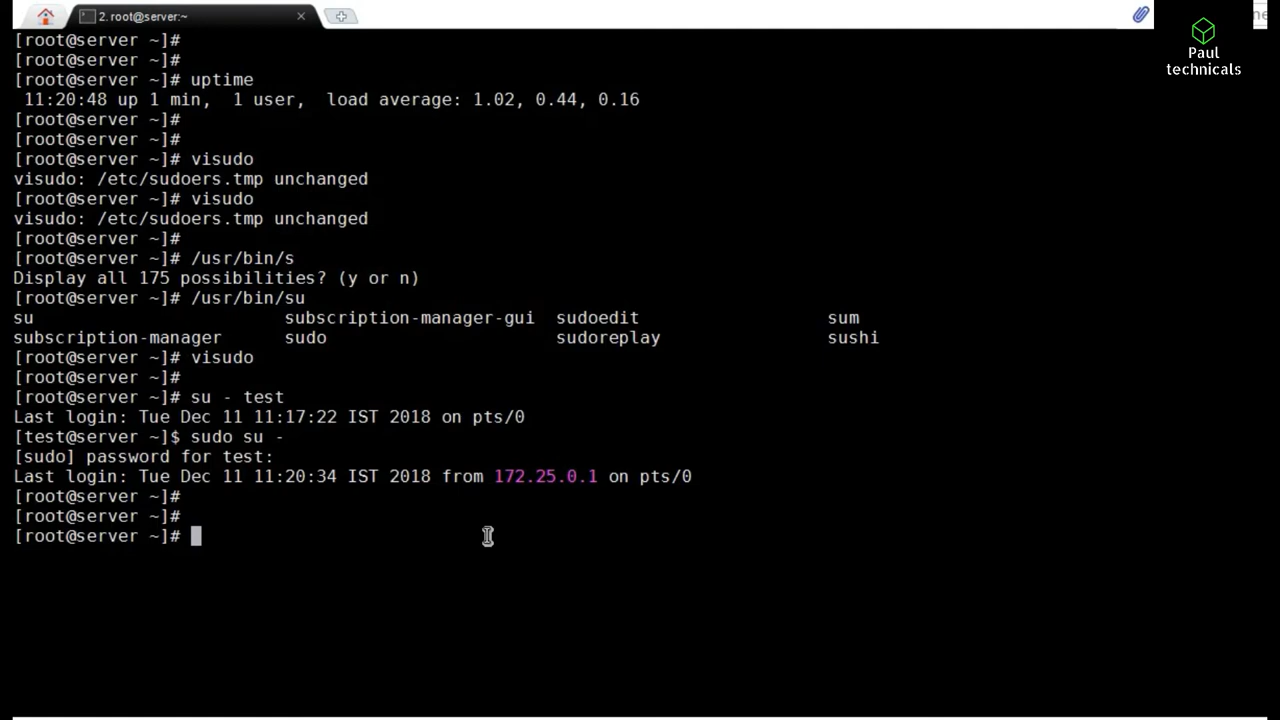 2. root@server:~
Paul
technicals
[root@server ~]#
[root@server ~]#
[root@server ~]# uptime
 11:20:48 up 1 min,  1 user,  load average: 1.02, 0.44, 0.16
[root@server ~]#
[root@server ~]#
[root@server ~]# visudo
visudo: /etc/sudoers.tmp unchanged
[root@server ~]# visudo
visudo: /etc/sudoers.tmp unchanged
[root@server ~]#
[root@server ~]# /usr/bin/s
Display all 175 possibilities? (y or n)
[root@server ~]# /usr/bin/su
su                        subscription-manager-gui  sudoedit                  sum
subscription-manager      sudo                      sudoreplay                sushi
[root@server ~]# visudo
[root@server ~]#
[root@server ~]# su - test
Last login: Tue Dec 11 11:17:22 IST 2018 on pts/0
[test@server ~]$ sudo su -
[sudo] password for test:
Last login: Tue Dec 11 11:20:34 IST 2018 from 172.25.0.1 on pts/0
[root@server ~]#
[root@server ~]#
[root@server ~]#